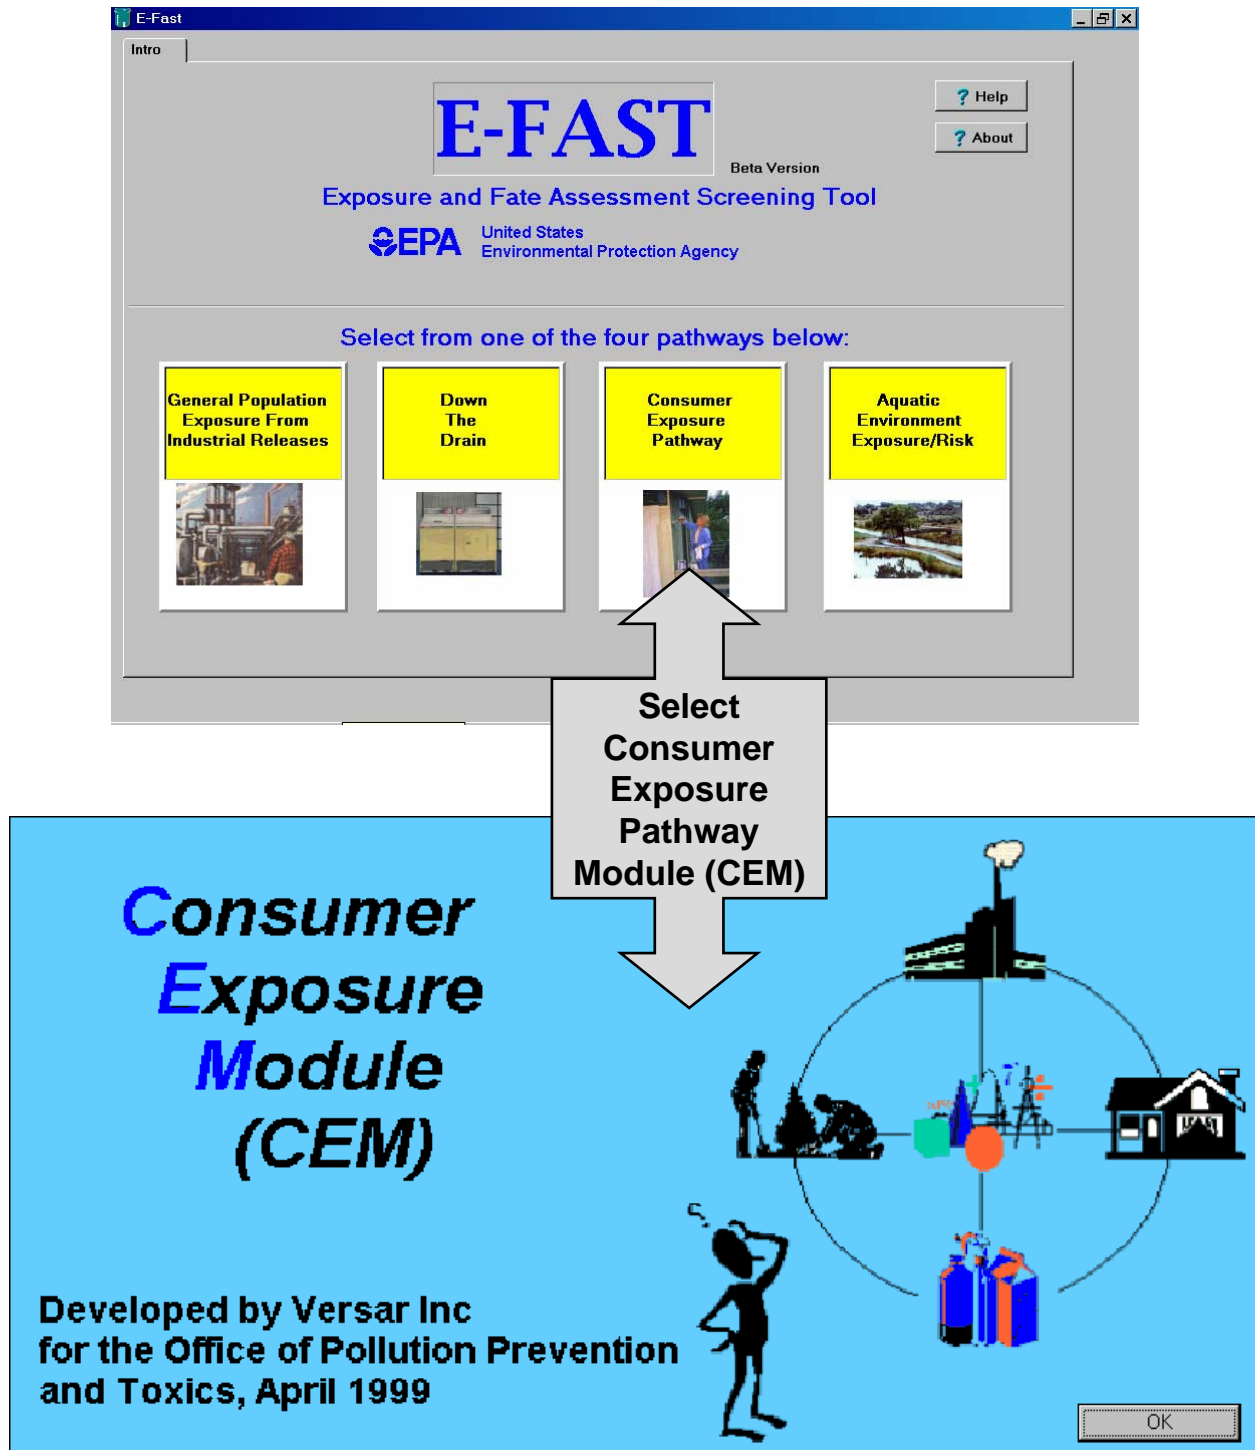 E-Fast
Intro
E-FAST
Beta Version
? Help
? About
Exposure and Fate Assessment Screening Tool
EPA
United States
Environmental Protection Agency
Select from one of the four pathways below:
General Population
Exposure From
Industrial Releases
Down
The
Drain
Consumer
Exposure
Pathway
Aquatic
Environment
Exposure/Risk
Select
Consumer
Exposure
Pathway
Module (CEM)
Consumer
Exposure
Module
(CEM)
Developed by Versar Inc
for the Office of Pollution Prevention
and Toxics, April 1999
OK